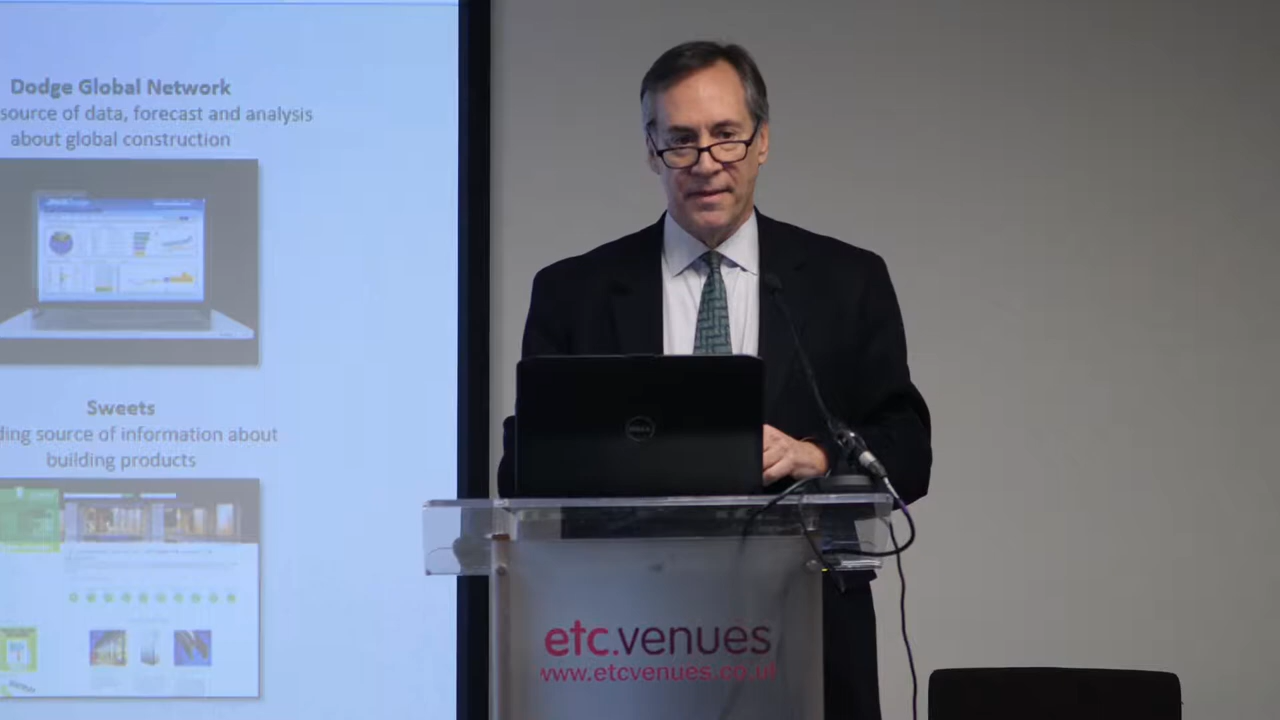 Dodge Global Network
source of data, forecast and analysis
about global construction
Sweets
source of information about
building products
DELL
etc.venues
www.etcvenues.co.uk